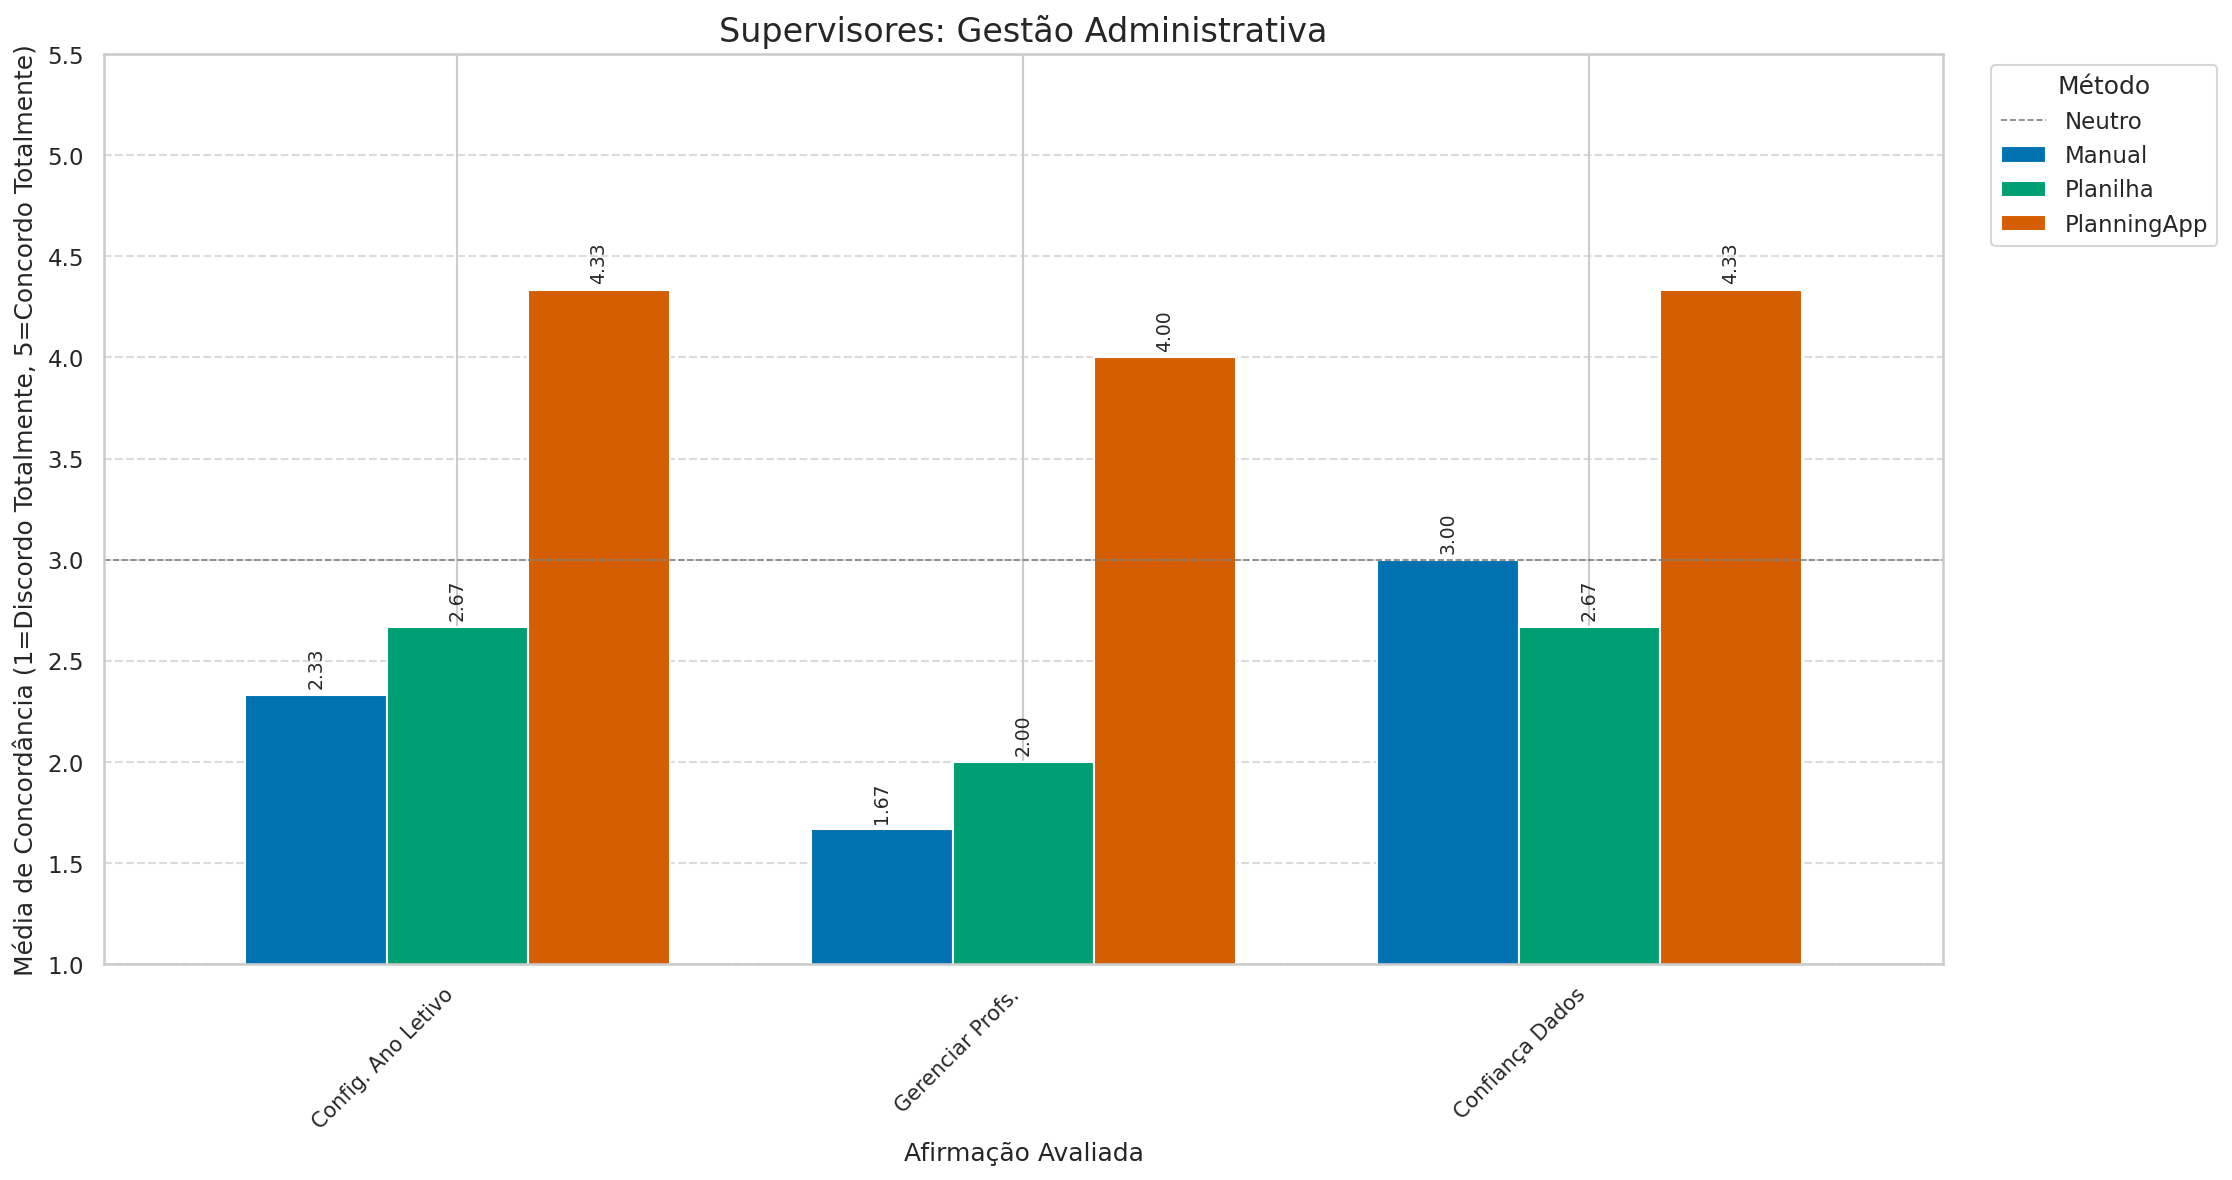 Supervisores: Gestão Administrativa
Média de Concordância (1=Discordo Totalmente, 5=Concordo Totalmente)
5.5
5.0
4.5
4.0
3.5
3.0
2.5
2.0
1.5
1.0
2.33
2.67
4.33
1.67
2.00
4.00
3.00
2.67
4.33
Config. Ano Letivo
Gerenciar Profs.
Confiança Dados
Afirmação Avaliada
Método
Neutro
Manual
Planilha
PlanningApp